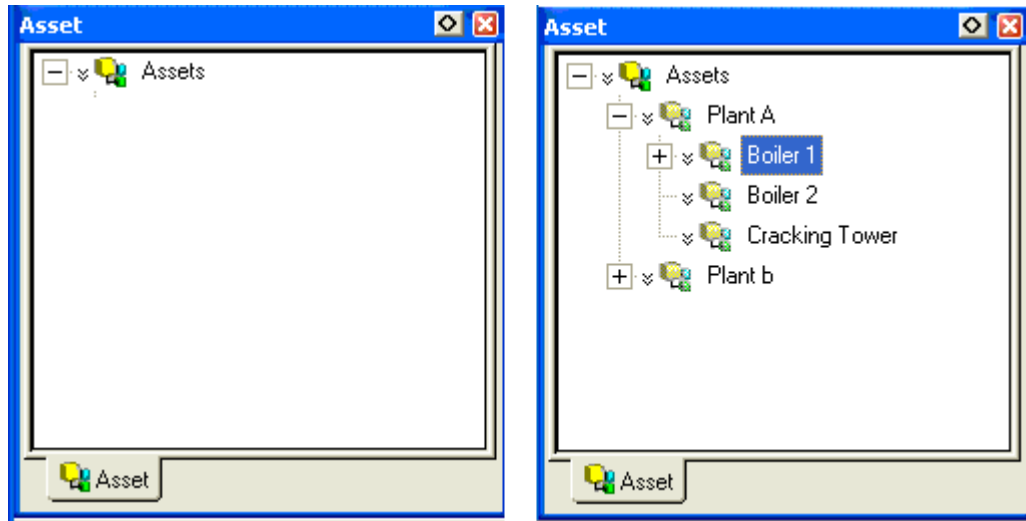 Asset
Assets
Asset
Asset
Assets
Plant A
Boiler 1
Boiler 2
Cracking Tower
Plant b
Asset